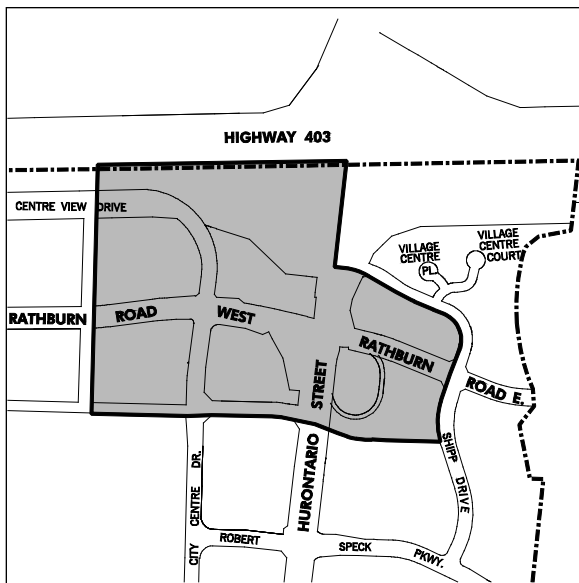 HIGHWAY 403
CENTRE VIEW DRIVE
VILLAGE
CENTRE
PL.
VILLAGE
CENTRE
COURT
RATHBURN ROAD WEST
RATHBURN
ROAD E.
HURONTARIO STREET
SHIPP DRIVE
CITY CENTRE DR.
ROBERT SPECK PKWY.